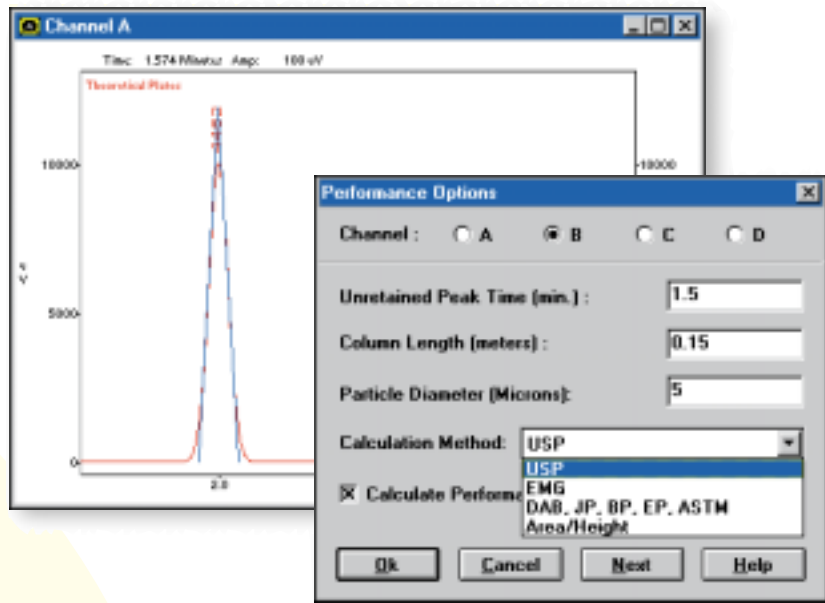 Channel A
Time: 1.574 Minutes Amp: 100 uV
Theoretical Plates
10000
10000
5000
0
2.0
Performance Options
Channel : A B C D
Unretained Peak Time (min.) : 1.5
Column Length (meters) : 0.15
Particle Diameter (Microns): 5
Calculation Method: USP
USP
EMG
DAB, JP, BP, EP, ASTM
Area/Height
Calculate
Ok Cancel Next Help